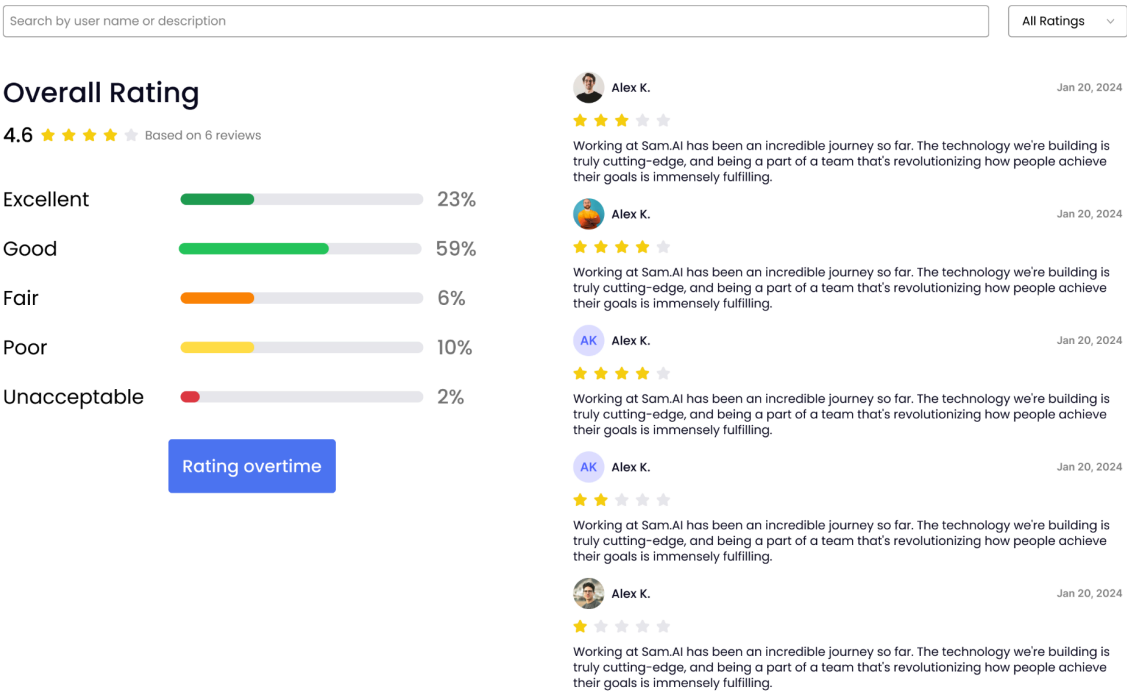 Search by user name or description
All Ratings
Overall Rating
4.6 Based on 6 reviews
Excellent 23%
Good 59%
Fair 6%
Poor 10%
Unacceptable 2%
Rating overtime
Alex K. Jan 20, 2024
Working at Sam.AI has been an incredible journey so far. The technology we're building is
truly cutting-edge, and being a part of a team that's revolutionizing how people achieve
their goals is immensely fulfilling.
Alex K. Jan 20, 2024
Working at Sam.AI has been an incredible journey so far. The technology we're building is
truly cutting-edge, and being a part of a team that's revolutionizing how people achieve
their goals is immensely fulfilling.
AK Alex K. Jan 20, 2024
Working at Sam.AI has been an incredible journey so far. The technology we're building is
truly cutting-edge, and being a part of a team that's revolutionizing how people achieve
their goals is immensely fulfilling.
AK Alex K. Jan 20, 2024
Working at Sam.AI has been an incredible journey so far. The technology we're building is
truly cutting-edge, and being a part of a team that's revolutionizing how people achieve
their goals is immensely fulfilling.
Alex K. Jan 20, 2024
Working at Sam.AI has been an incredible journey so far. The technology we're building is
truly cutting-edge, and being a part of a team that's revolutionizing how people achieve
their goals is immensely fulfilling.